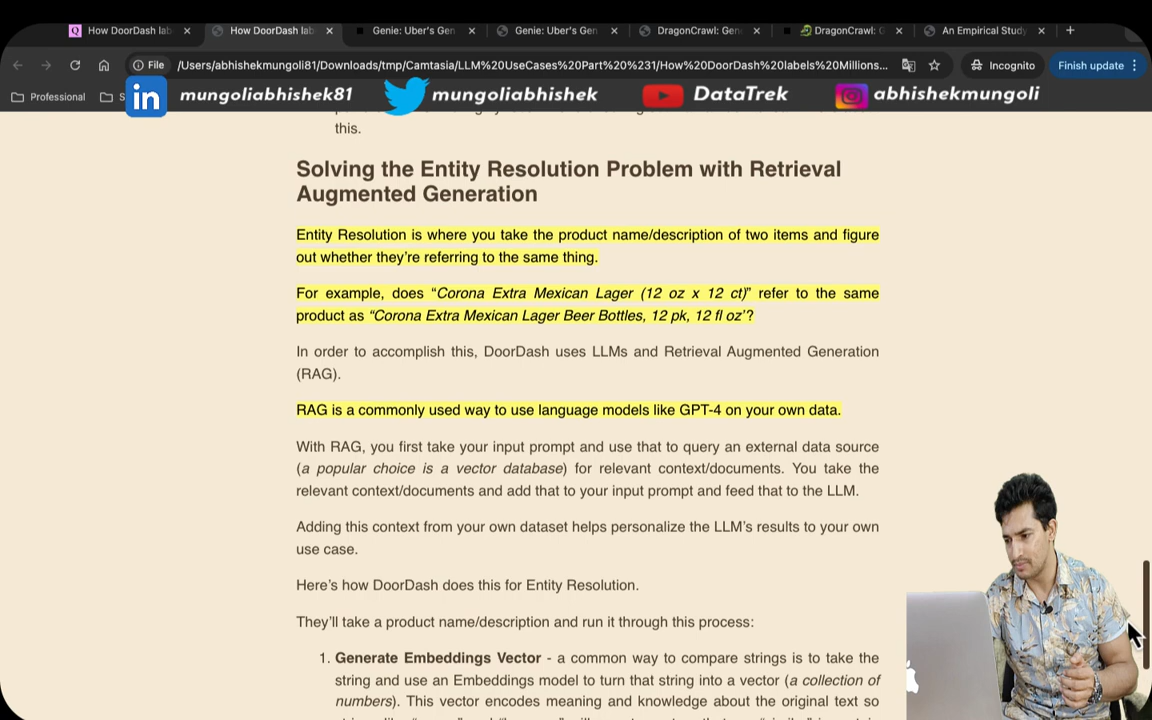 How DoorDash lab
How DoorDash lab
Genie: Uber's Gen
Genie: Uber's Gen
DragonCrawl: Gen
DragonCrawl: G
An Empirical Study
File
/Users/abhishekmungoli81/Downloads/tmp/Camtasia/LLM%20UseCases%20Part%20%231/How%20DoorDash%20labels%20Millions...
Incognito
Finish update
Professional
S
in mungoliabhishek81 mungoliabhishek DataTrek abhishekmungoli
this.
Solving the Entity Resolution Problem with Retrieval
Augmented Generation
Entity Resolution is where you take the product name/description of two items and figure
out whether they're referring to the same thing.
For example, does “Corona Extra Mexican Lager (12 oz x 12 ct)” refer to the same
product as “Corona Extra Mexican Lager Beer Bottles, 12 pk, 12 fl oz'?
In order to accomplish this, DoorDash uses LLMs and Retrieval Augmented Generation
(RAG).
RAG is a commonly used way to use language models like GPT-4 on your own data.
With RAG, you first take your input prompt and use that to query an external data source
(a popular choice is a vector database) for relevant context/documents. You take the
relevant context/documents and add that to your input prompt and feed that to the LLM.
Adding this context from your own dataset helps personalize the LLM's results to your own
use case.
Here's how DoorDash does this for Entity Resolution.
They'll take a product name/description and run it through this process:
1. Generate Embeddings Vector - a common way to compare strings is to take the
string and use an Embeddings model to turn that string into a vector (a collection of
numbers). This vector encodes meaning and knowledge about the original text so